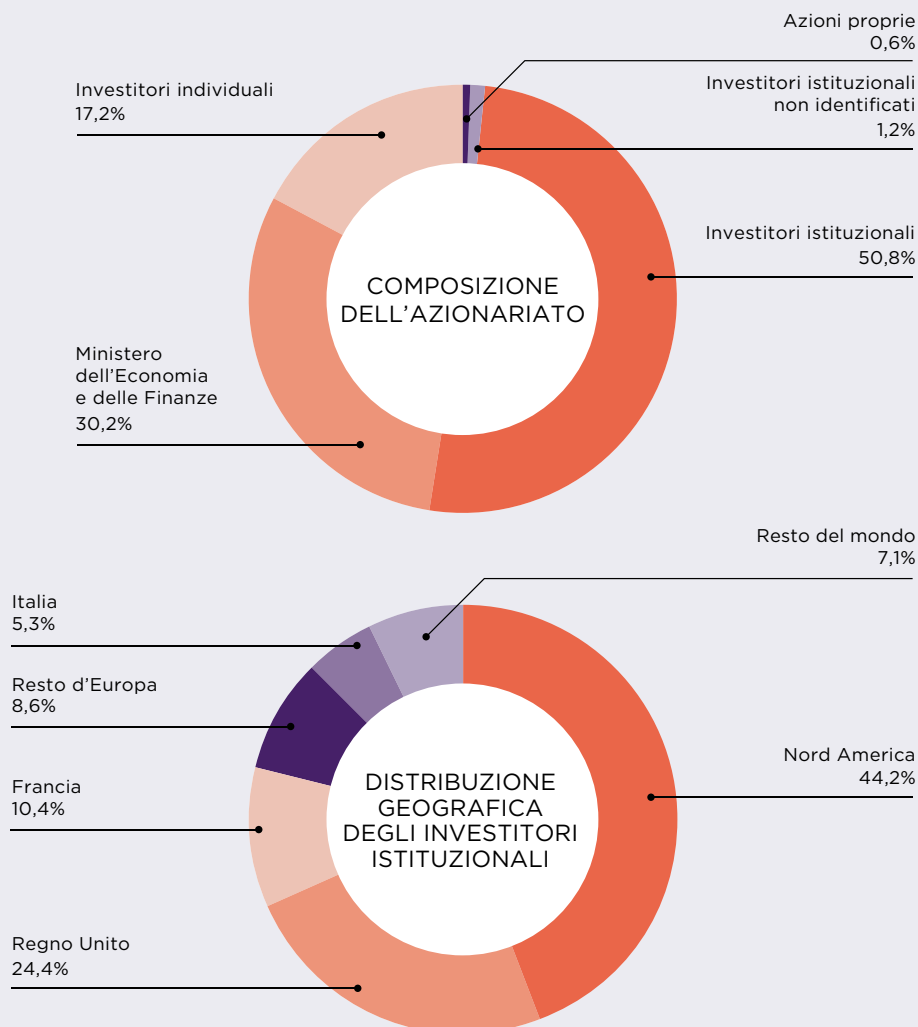 Azioni proprie
0,6%
Investitori individuali
17,2%
Investitori istituzionali
non identificati
1,2%
Investitori istituzionali
50,8%
COMPOSIZIONE
DELL'AZIONARIATO
Ministero
dell'Economia
e delle Finanze
30,2%
Resto del mondo
7,1%
Italia
5,3%
Resto d'Europa
8,6%
Nord America
44,2%
Francia
10,4%
DISTRIBUZIONE
GEOGRAFICA
DEGLI INVESTITORI
ISTITUZIONALI
Regno Unito
24,4%